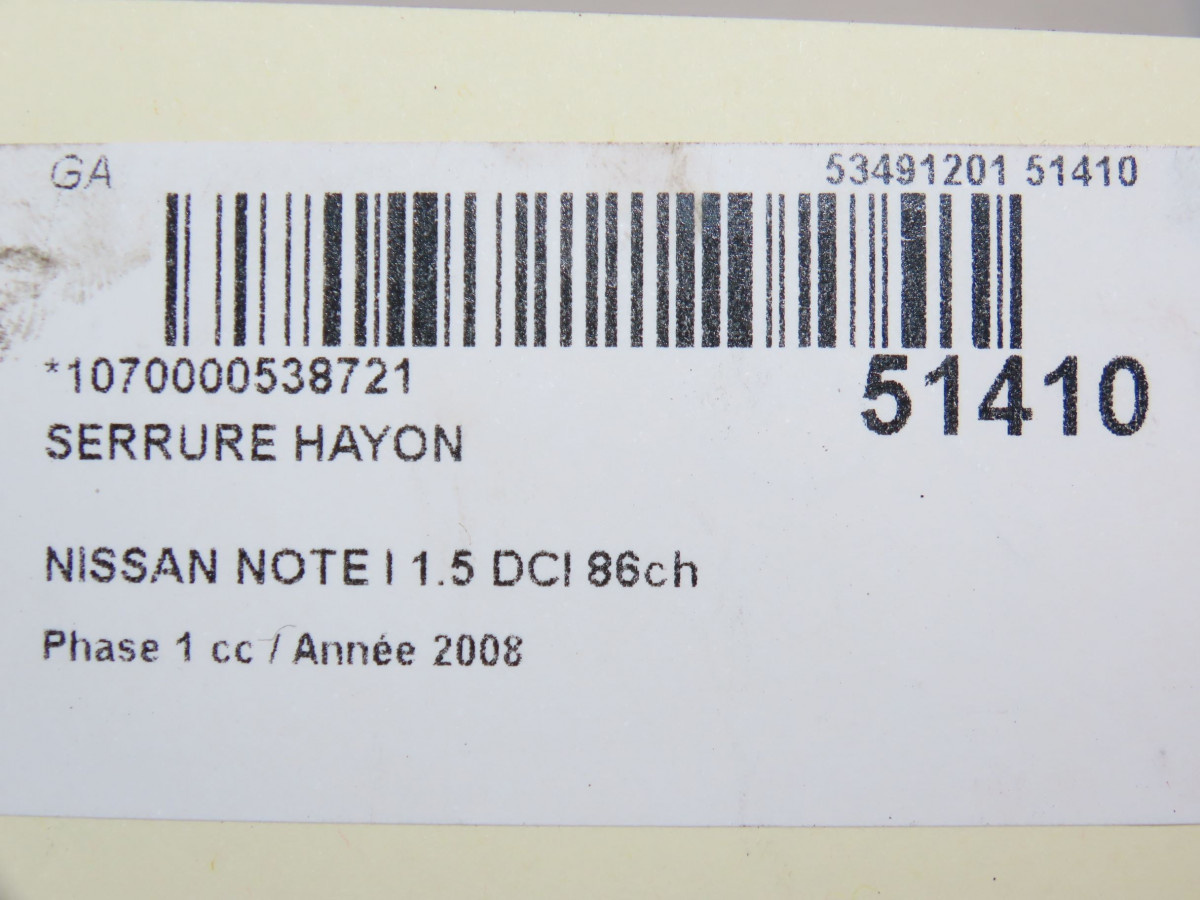 GA 53491201 51410
*1070000538721
51410
SERRURE HAYON
NISSAN NOTE I 1.5 DCI 86ch
Phase 1 cc / Année 2008